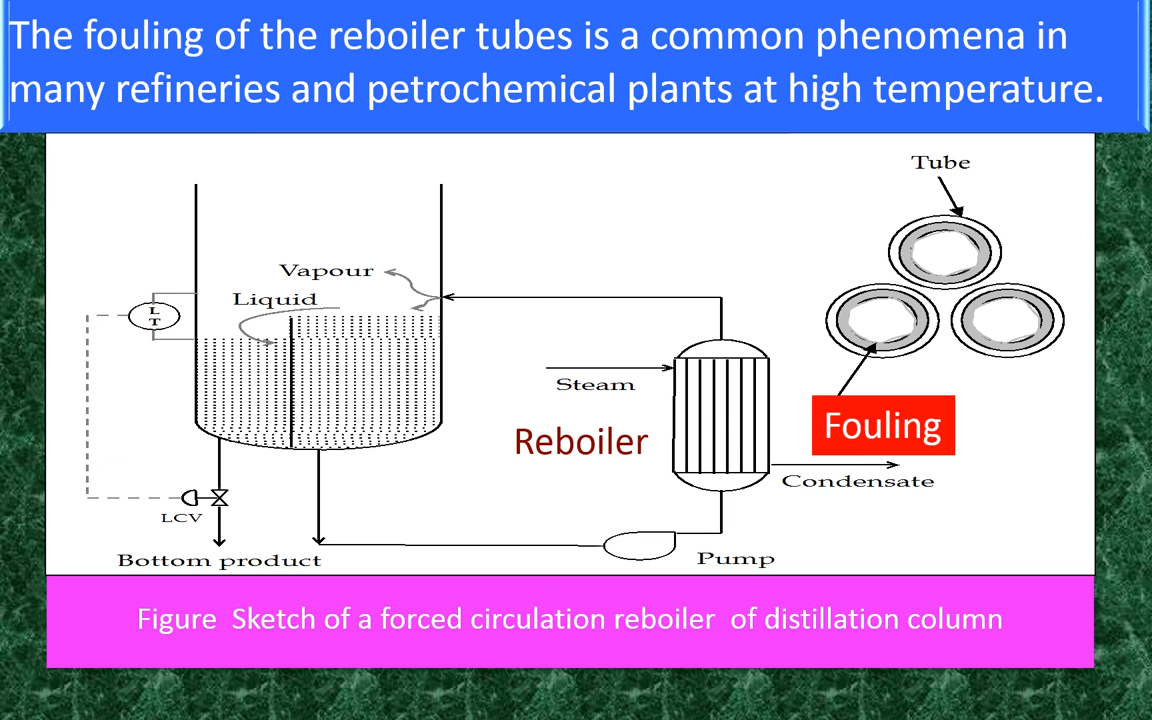 The fouling of the reboiler tubes is a common phenomena in
many refineries and petrochemical plants at high temperature.
Tube
Vapour
Liquid
L
T
Steam
Reboiler
Fouling
Condensate
LCV
Bottom product
Pump
Figure  Sketch of a forced circulation reboiler  of distillation column